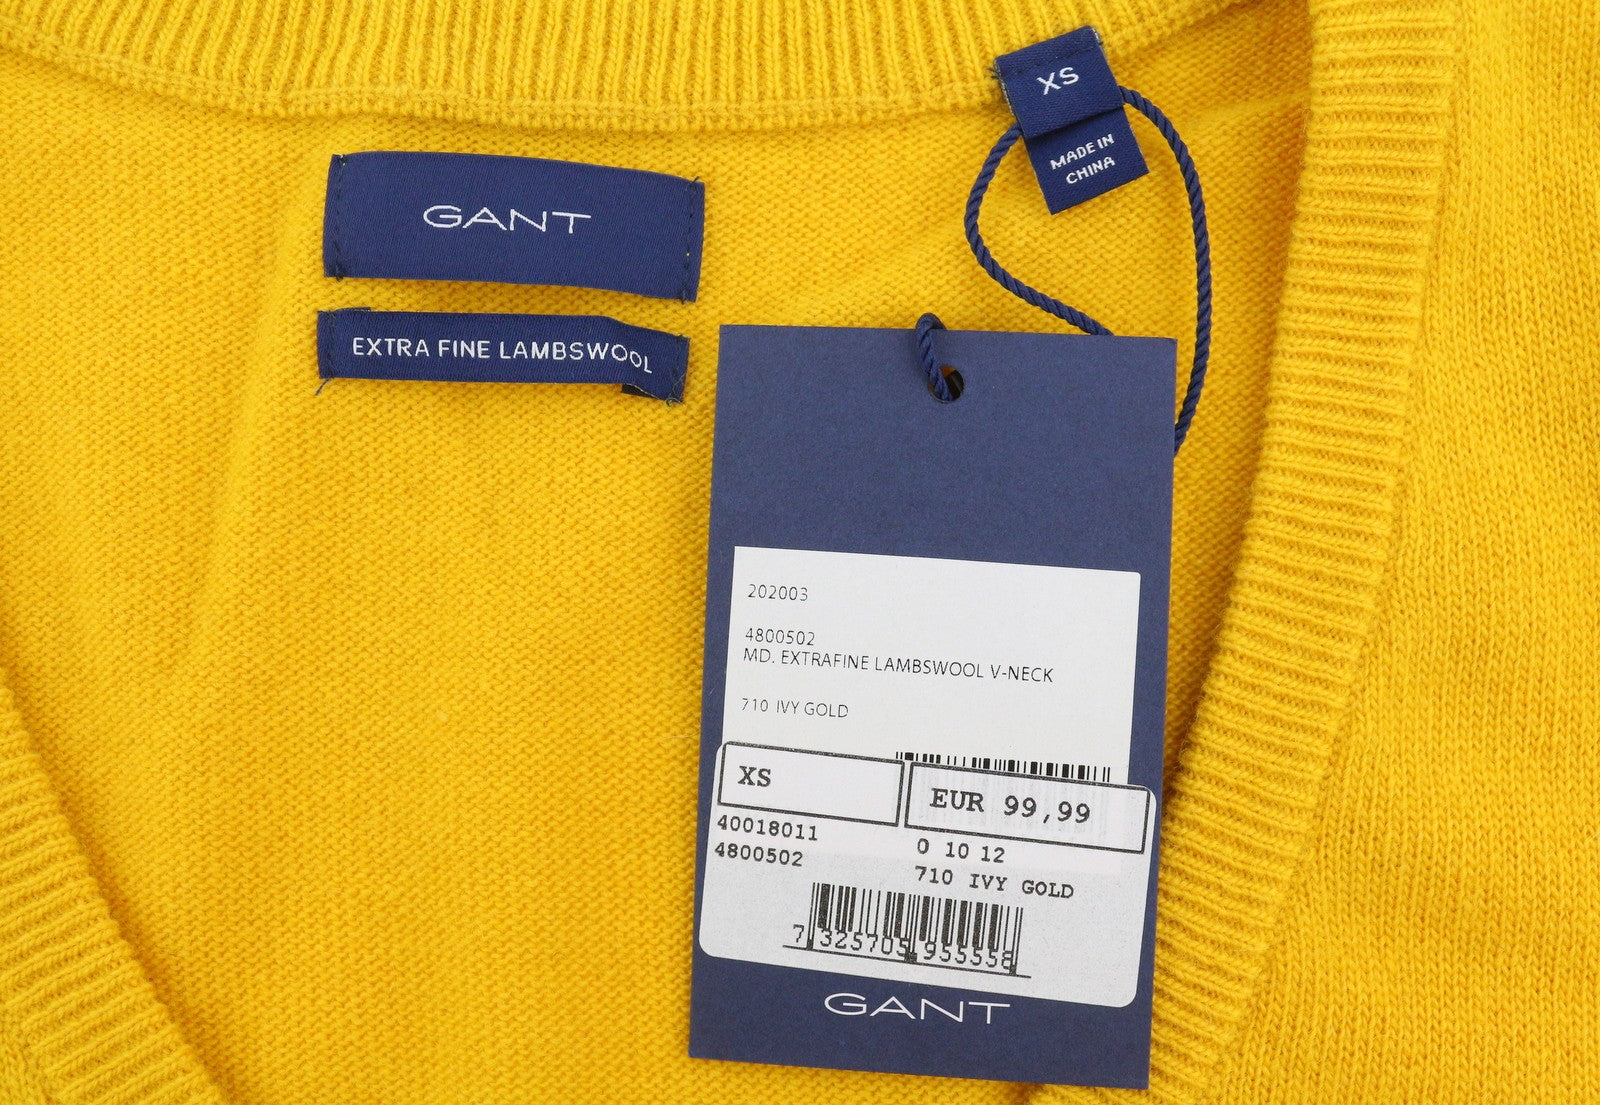 GANT
EXTRA FINE LAMBSWOOL
XS
MADE IN
CHINA
202003
4800502
MD. EXTRAFINE LAMBSWOOL V-NECK
710 IVY GOLD
XS
EUR 99,99
40018011
0 10 12
4800502
710 IVY GOLD
7 325705 955558
GANT